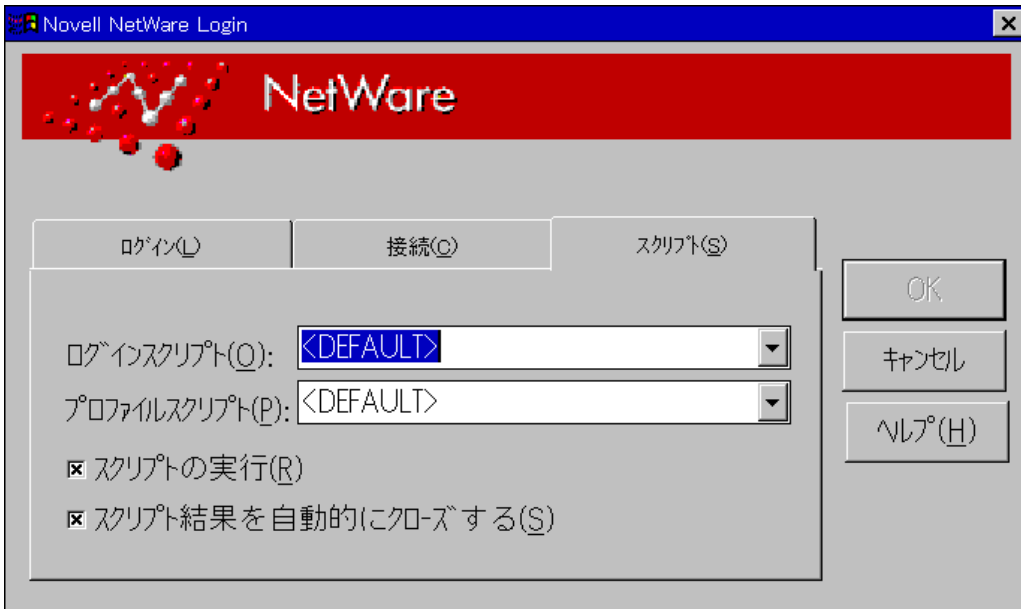 Novell NetWare Login
NetWare
ログイン(L)
接続(C)
スクリプト(S)
OK
ログインスクリプト(O):
<DEFAULT>
キャンセル
プロファイルスクリプト(P):
<DEFAULT>
ヘルプ(H)
スクリプトの実行(R)
スクリプト結果を自動的にクローズする(S)